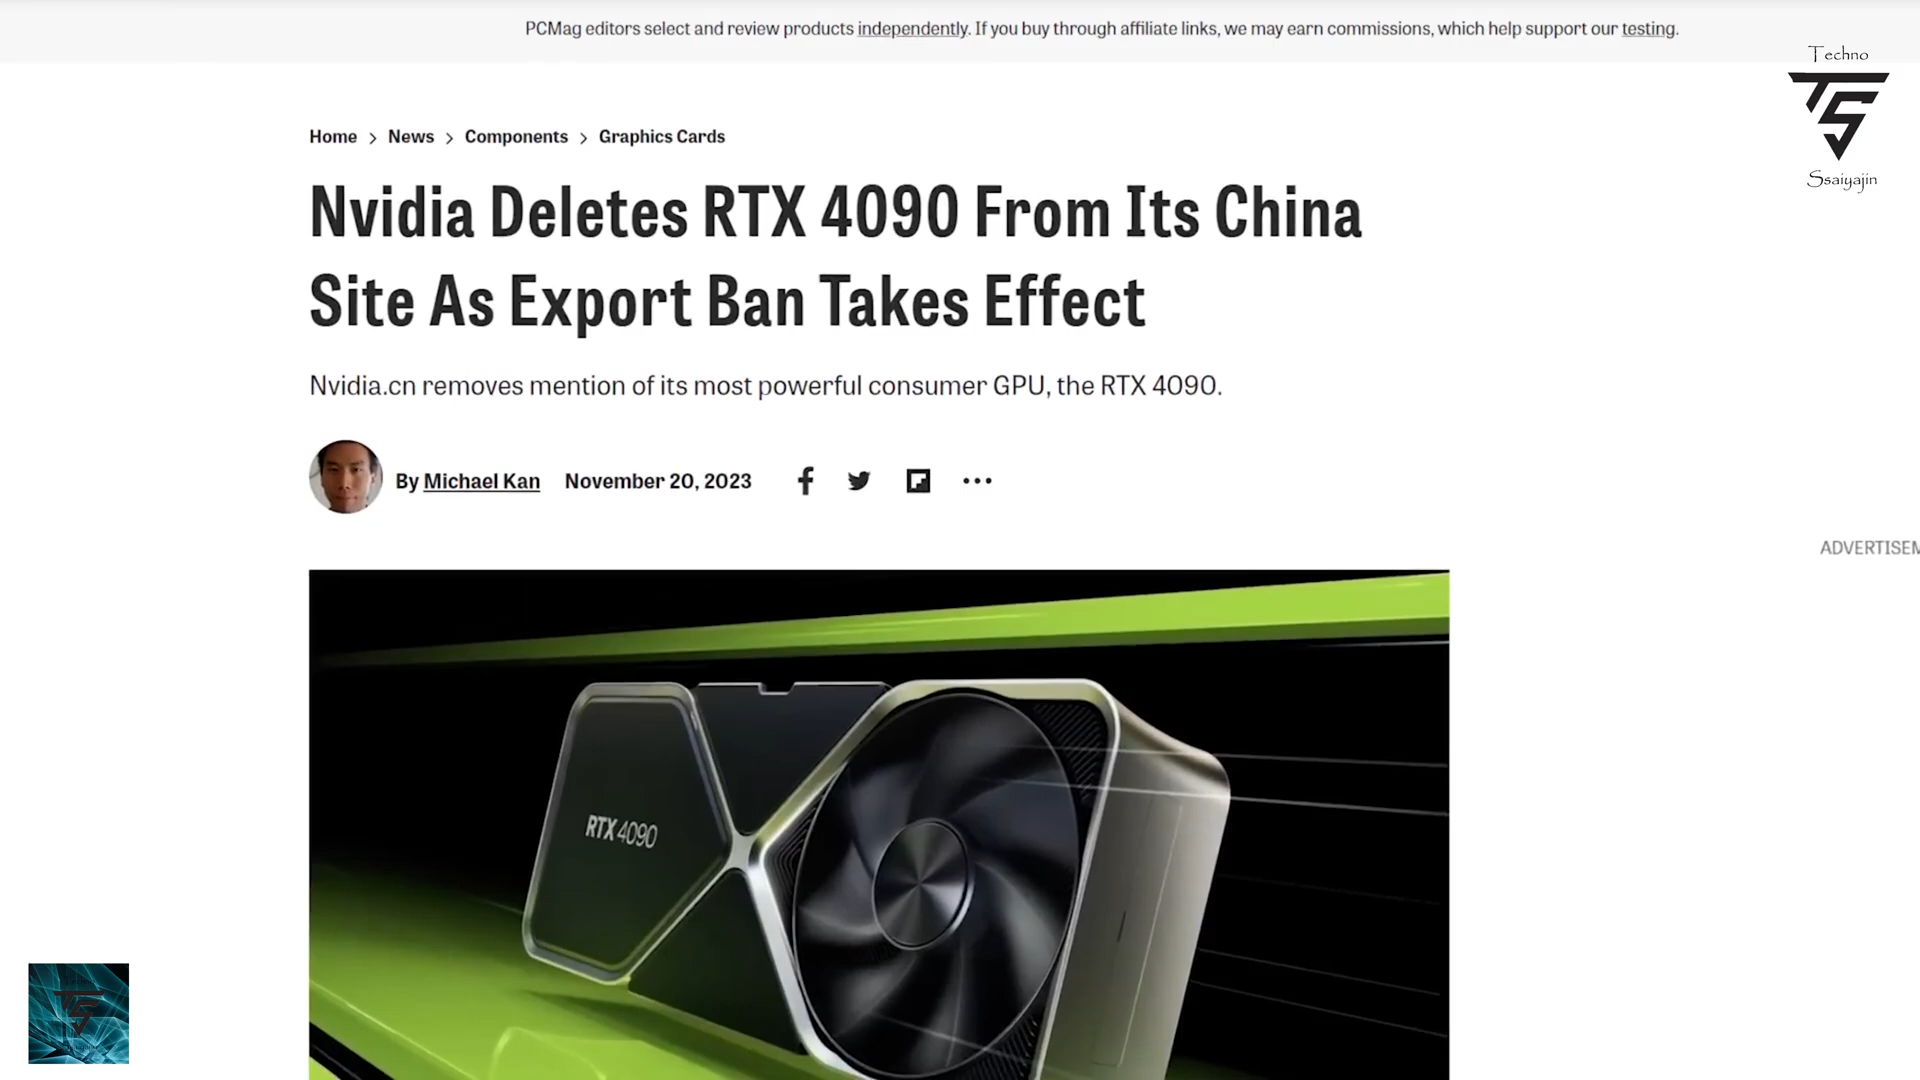 PCMag editors select and review products independently. If you buy through affiliate links, we may earn commissions, which help support our testing.
Techno
TS
Ssaiyajin
Home > News > Components > Graphics Cards
Nvidia Deletes RTX 4090 From Its China
Site As Export Ban Takes Effect
Nvidia.cn removes mention of its most powerful consumer GPU, the RTX 4090.
By Michael Kan November 20, 2023
RTX 4090